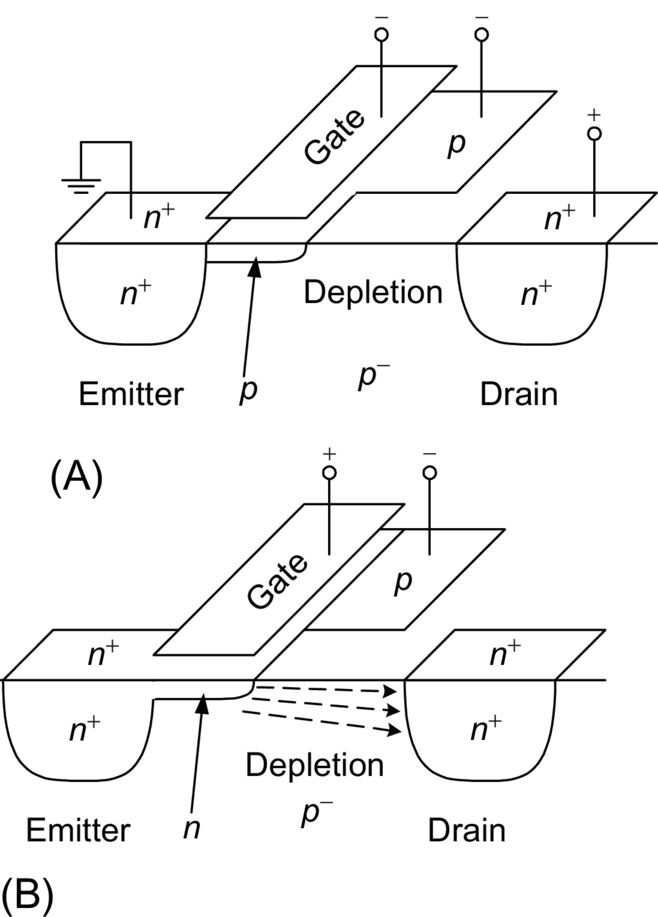 − −
Gate
p
+
n⁺ n⁺
n⁺ Depletion n⁺
Emitter p p⁻ Drain
(A)
+ −
Gate
p
n⁺ n⁺
n⁺ n⁺
Depletion
p⁻
Emitter n Drain
(B)